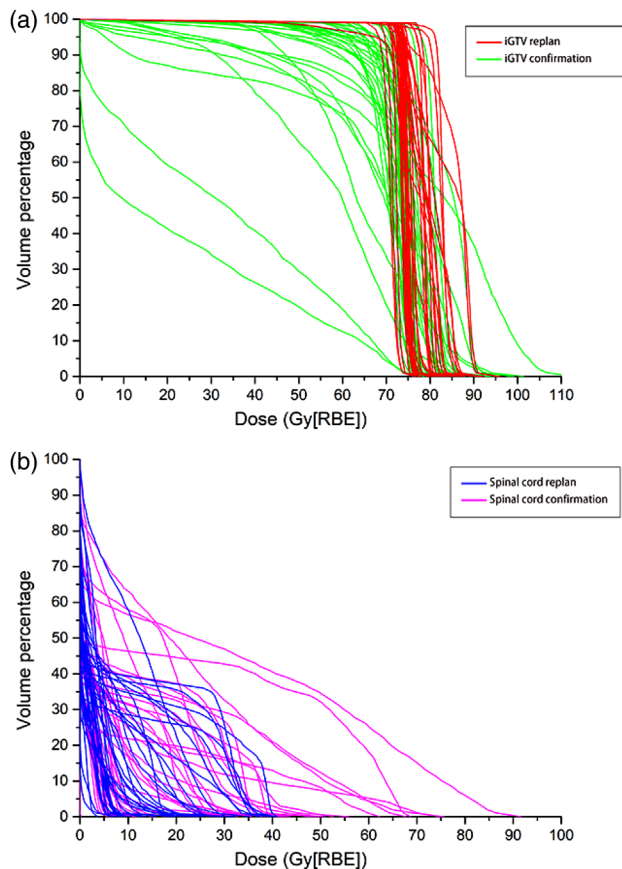 (a)
100
90
80
70
60
50
40
30
20
10
0
Volume percentage
iGTV replan
iGTV confirmation
0 10 20 30 40 50 60 70 80 90 100 110
Dose (Gy[RBE])
(b)
100
90
80
70
60
50
40
30
20
10
0
Volume percentage
Spinal cord replan
Spinal cord confirmation
0 10 20 30 40 50 60 70 80 90 100
Dose (Gy[RBE])